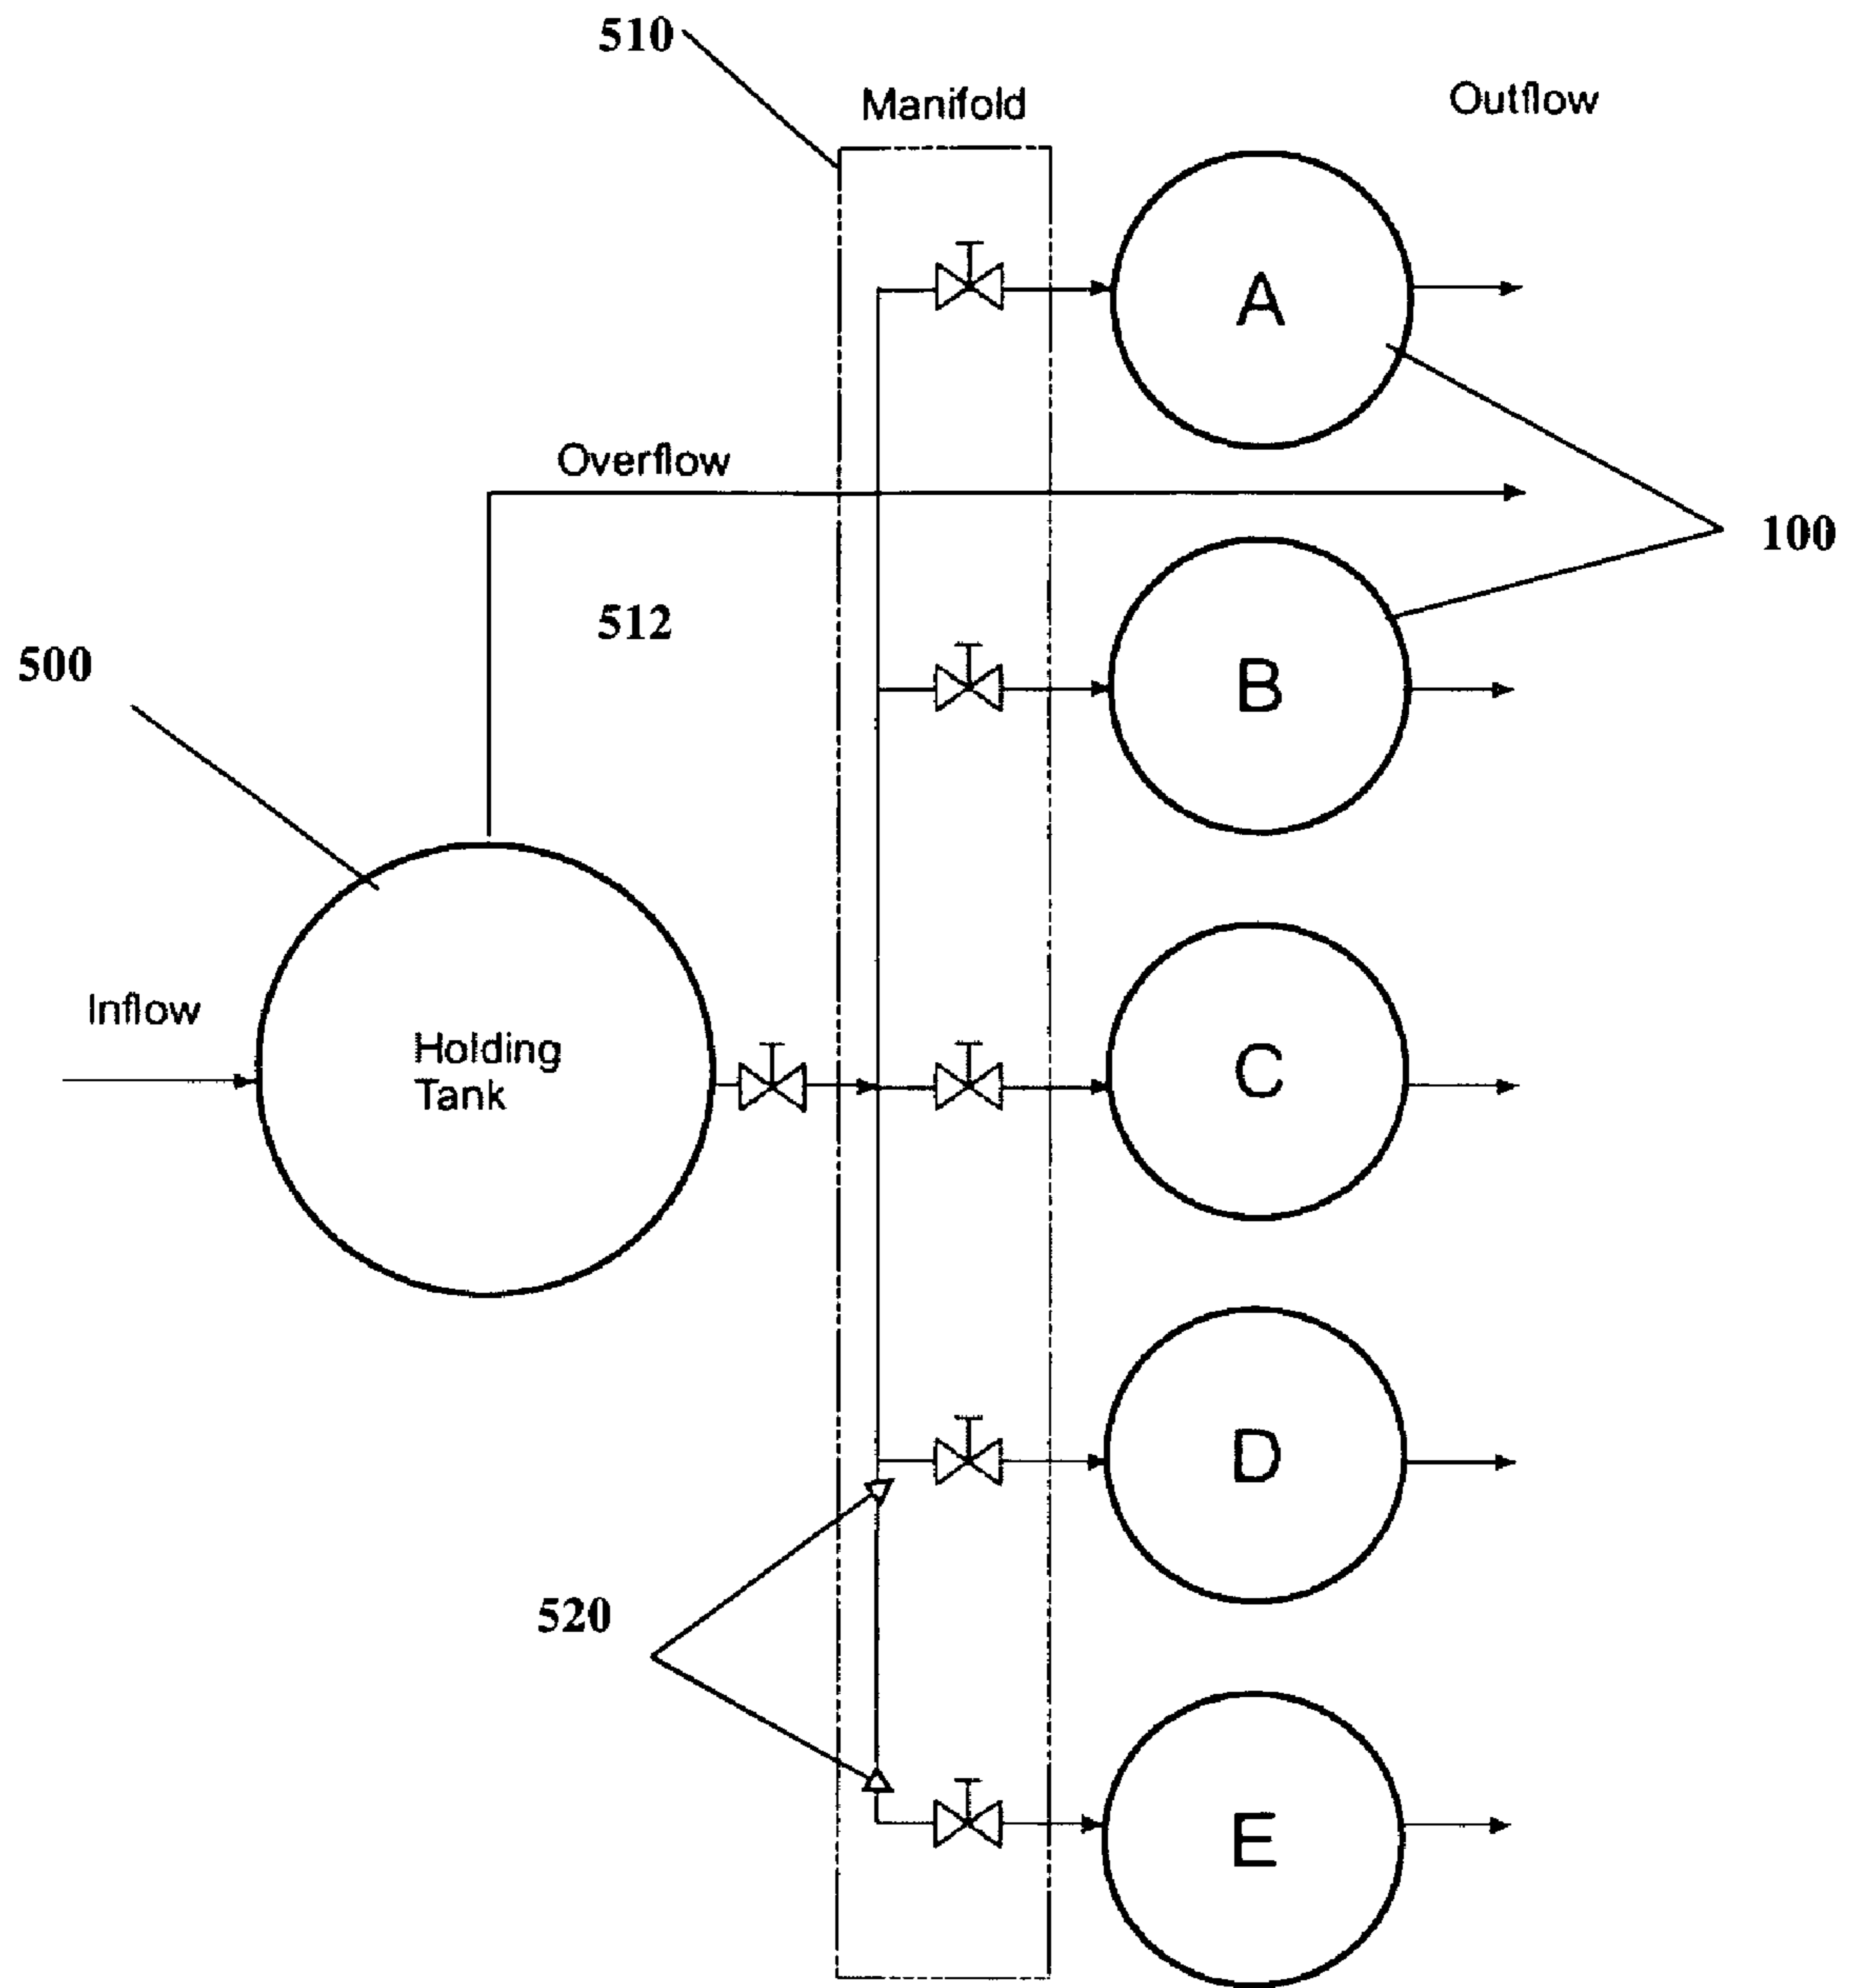 510
Manifold
Outflow
A
Overflow
100
512
500
B
Inflow
Holding
Tank
C
D
520
E